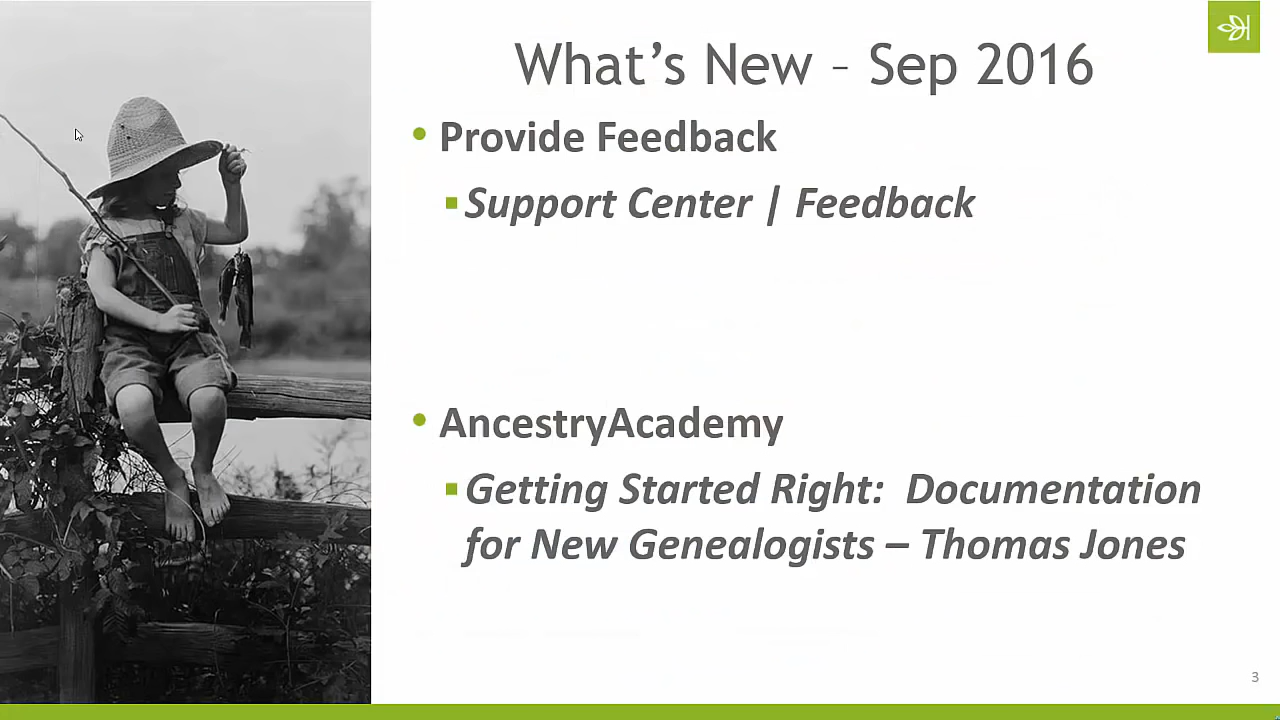 What's New – Sep 2016
• Provide Feedback
▪ Support Center | Feedback
• AncestryAcademy
▪ Getting Started Right:  Documentation
for New Genealogists – Thomas Jones
3